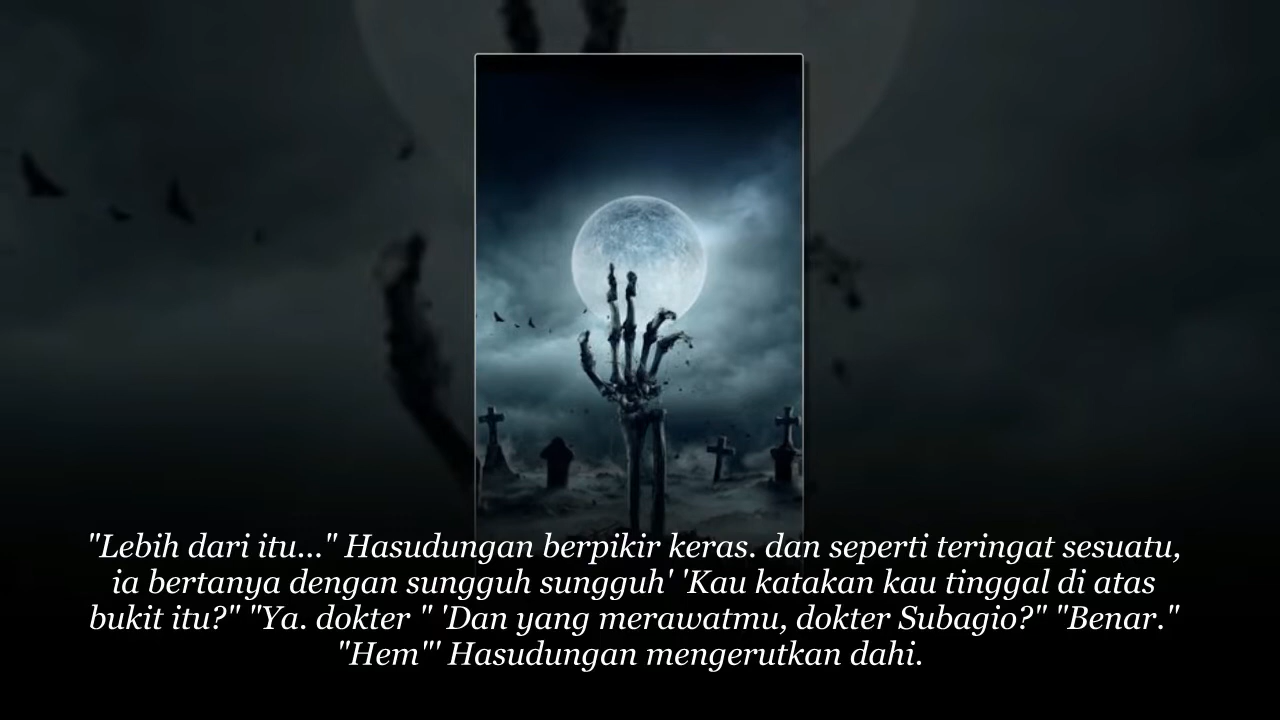 "Lebih dari itu..." Hasudungan berpikir keras. dan seperti teringat sesuatu,
ia bertanya dengan sungguh sungguh' 'Kau katakan kau tinggal di atas
bukit itu?" "Ya. dokter " 'Dan yang merawatmu, dokter Subagio?" "Benar."
"Hem"' Hasudungan mengerutkan dahi.